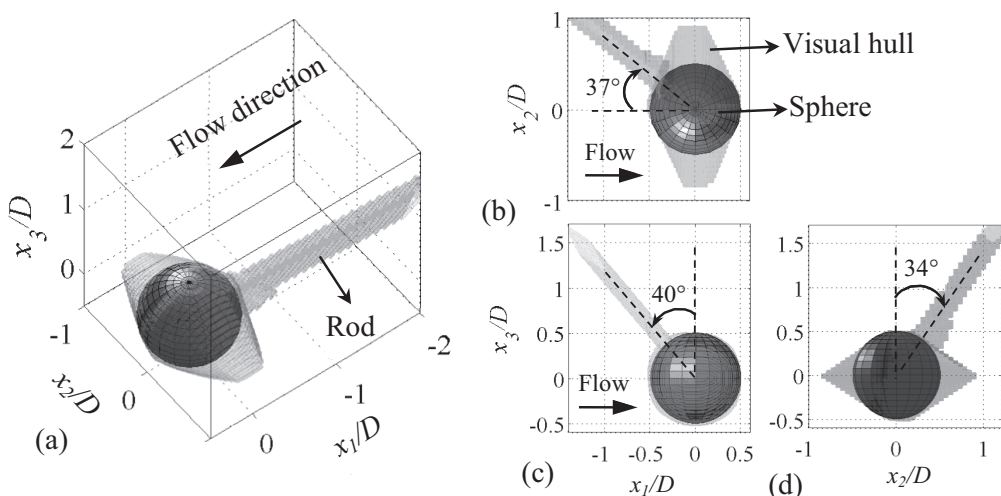 Flow direction
2
1
0
-1
x3/D
Rod
-1
0
x2/D
0
-1
-2
x1/D
(a)
1
0
-1
x2/D
37°
Flow
Visual hull
Sphere
(b)
1.5
1
0.5
0
-0.5
x3/D
40°
Flow
-1
0
0.5
x1/D
(c)
1.5
1
0.5
0
-0.5
34°
-1
0
1
x2/D
(d)